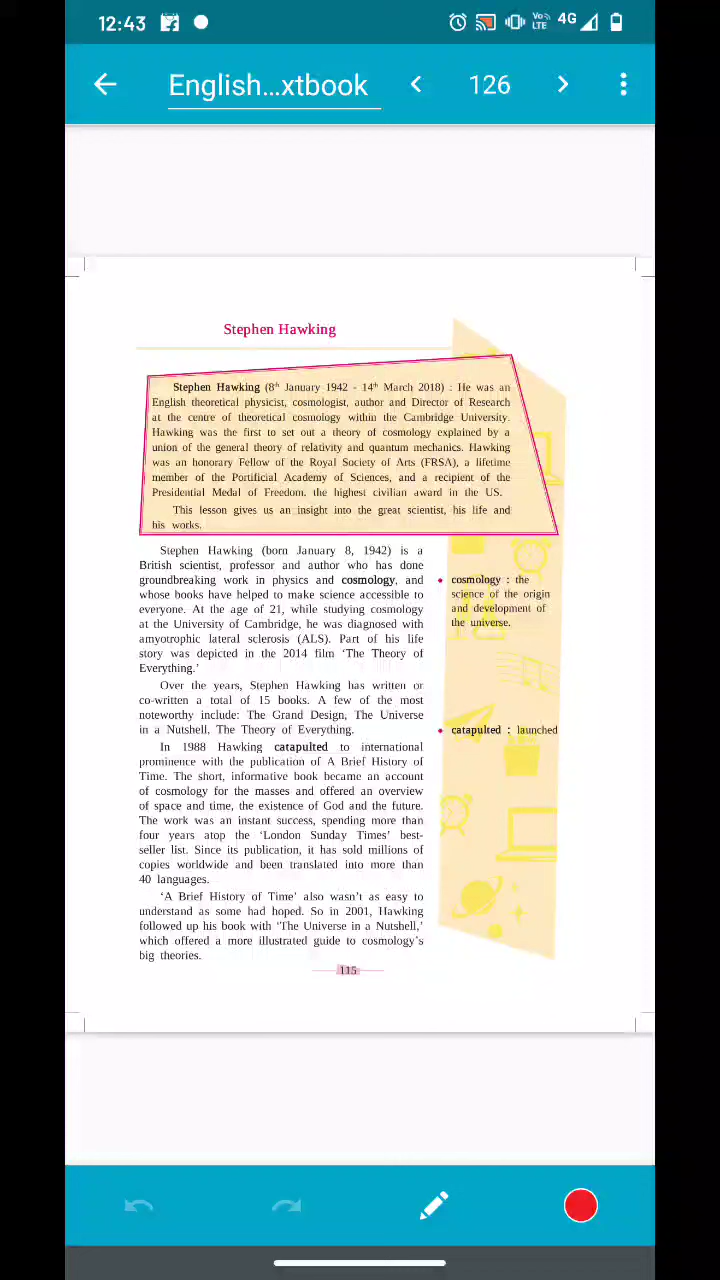 12:43
Vo LTE 4G
English...xtbook
126
Stephen Hawking
Stephen Hawking (8th January 1942 - 14th March 2018) : He was an
English theoretical physicist, cosmologist, author and Director of Research
at the centre of theoretical cosmology within the Cambridge University.
Hawking was the first to set out a theory of cosmology explained by a
union of the general theory of relativity and quantum mechanics. Hawking
was an honorary Fellow of the Royal Society of Arts (FRSA), a lifetime
member of the Portificial Academy of Sciences, and a recipient of the
Presidential Medal of Freedom, the highest civilian award in the US.
This lesson gives us an insight into the great scientist, his life and
his works.
Stephen Hawking (born January 8, 1942) is a
British scientist, professor and author who has done
groundbreaking work in physics and cosmology, and
whose books have helped to make science accessible to
everyone. At the age of 21, while studying cosmology
at the University of Cambridge, he was diagnosed with
amyotrophic lateral sclerosis (ALS). Part of his life
story was depicted in the 2014 film 'The Theory of
Everything.'
Over the years, Stephen Hawking has written or
co-written a total of 15 books. A few of the most
noteworthy include: The Grand Design, The Universe
in a Nutshell, The Theory of Everything.
In 1988 Hawking catapulted to international
prominence with the publication of A Brief History of
Time. The short, informative book became an account
of cosmology for the masses and offered an overview
of space and time, the existence of God and the future.
The work was an instant success, spending more than
four years atop the 'London Sunday Times' best-
seller list. Since its publication, it has sold millions of
copies worldwide and been translated into more than
40 languages.
'A Brief History of Time' also wasn't as easy to
understand as some had hoped. So in 2001, Hawking
followed up his book with 'The Universe in a Nutshell,'
which offered a more illustrated guide to cosmology's
big theories.
• cosmology : the
science of the origin
and development of
the universe.
• catapulted : launched
115